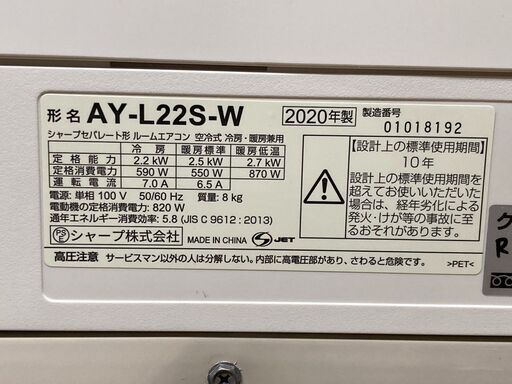 形名 AY-L22S-W 2020年製 製造番号 01018192
シャープセパレート形 ルームエアコン 空冷式 冷房・暖房兼用
冷房 暖房標準 暖房低温
定格能力 2.2 kW 2.5 kW 2.7 kW
定格消費電力 590 W 550 W 870 W
運転電流 7.0 A 6.5 A
電源:単相 100 V 50/60 Hz 質量:8 kg
電動機の定格消費電力:820 W
通年エネルギー消費効率:5.8 (JIS C 9612 : 2013)
PS E シャープ株式会社 MADE IN CHINA S JET
【設計上の標準使用期間】
10年
設計上の標準使用期間を
超えてお使いいただいた
場合は、経年劣化による
発火・けが等の事故に至
るおそれがあります。
高圧注意 サービスマン以外の人は分解しないでください。内部に高電圧部があり、さわると危険です。 >PET<
ク
R